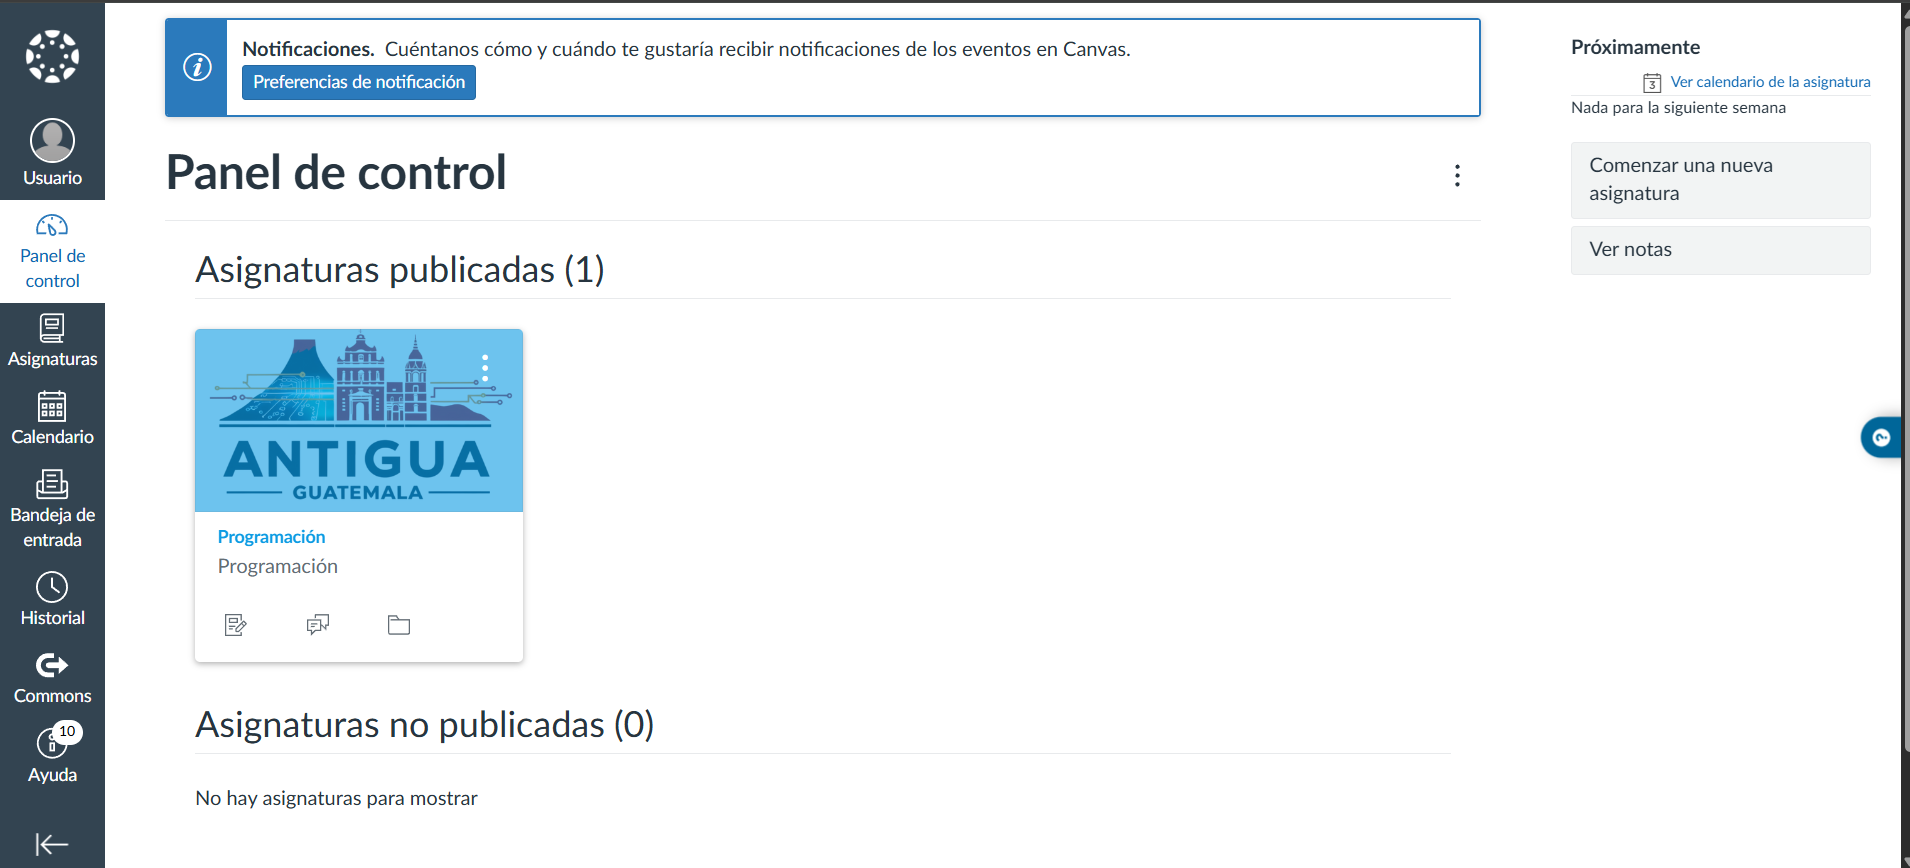 Usuario
Panel de
control
Asignaturas
Calendario
Bandeja de
entrada
Historial
Commons
10
Ayuda
Notificaciones. Cuéntanos cómo y cuándo te gustaría recibir notificaciones de los eventos en Canvas.
Preferencias de notificación
Panel de control
Asignaturas publicadas (1)
ANTIGUA
GUATEMALA
Programación
Programación
Asignaturas no publicadas (0)
No hay asignaturas para mostrar
Próximamente
3 Ver calendario de la asignatura
Nada para la siguiente semana
Comenzar una nueva
asignatura
Ver notas